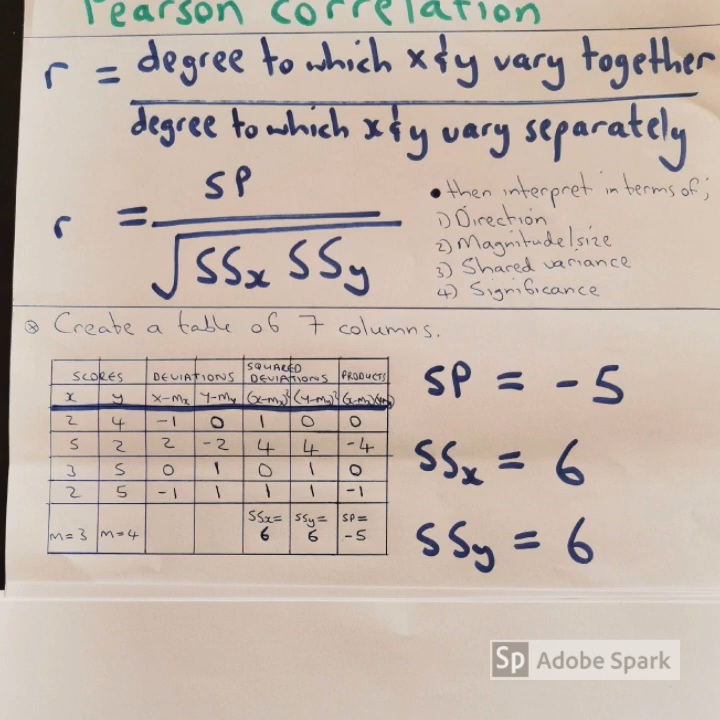 Pearson correlation
r = degree to which x & y vary together
degree to which x & y vary separately
r = SP
√SSx SSy
• then interpret in terms of;
1) Direction
2) Magnitude/size
3) Shared variance
4) Significance
⊗ Create a table of 7 columns.
SCORES DEVIATIONS SQUARED DEVIATIONS PRODUCTS
x y x-mx y-my (x-mx)² (y-my)² (x-mx)(y-my)
2 4 -1 0 1 0 0
5 2 2 -2 4 4 -4
3 5 0 1 0 1 0
2 5 -1 1 1 1 -1
m=3 m=4 SSx= 6 SSy= 6 SP= -5
SP = -5
SSx = 6
SSy = 6
Sp Adobe Spark